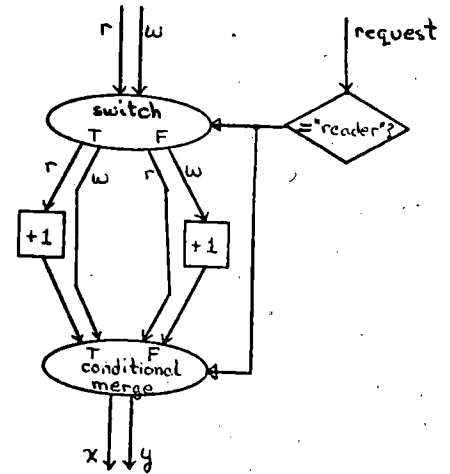 r w
request
switch
="reader"?
T F
r w r w
+1
+1
T F
conditional
merge
x y